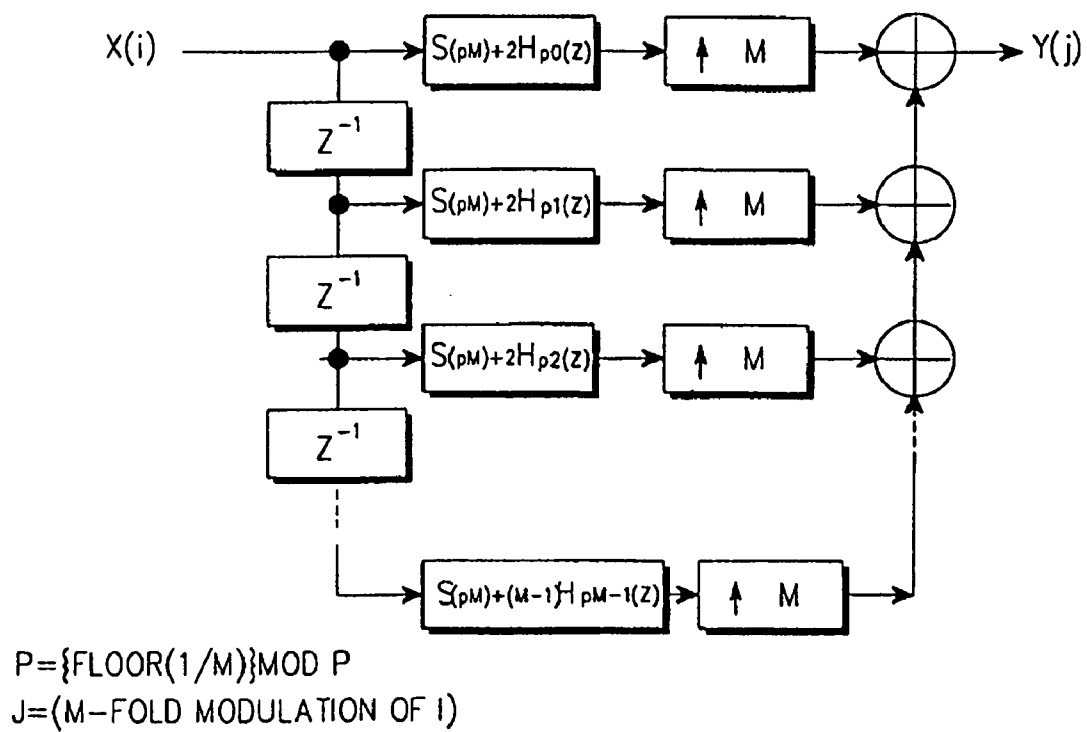 X(i) S(pM)+2Hp0(Z) ↑ M Y(j)
Z⁻¹
S(pM)+2Hp1(Z) ↑ M
Z⁻¹
S(pM)+2Hp2(Z) ↑ M
Z⁻¹
S(pM)+(M-1)HpM-1(Z) ↑ M
P={FLOOR(1/M)}MOD P
J=(M-FOLD MODULATION OF I)